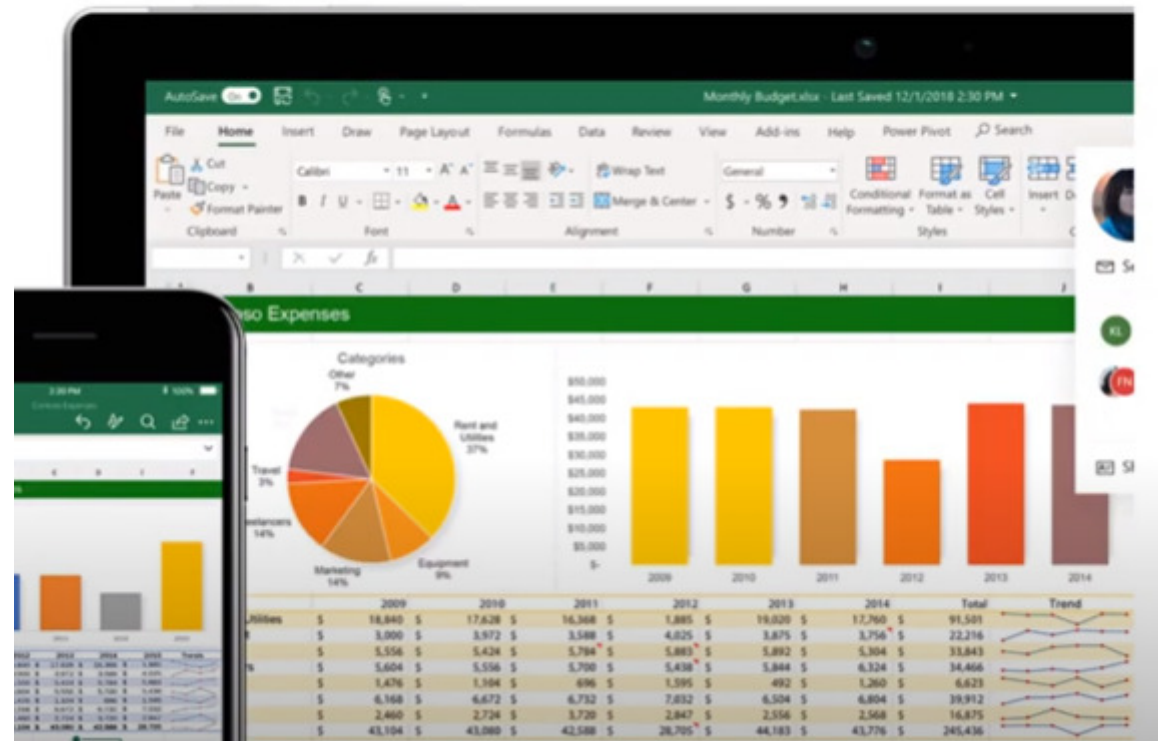 AutoSave On
Monthly Budget.xlsx - Last Saved 12/1/2018 2:30 PM
File Home Insert Draw Page Layout Formulas Data Review View Add-ins Help Power Pivot Search
Cut
Copy
Paste
Format Painter
Clipboard
Calibri 11
B I U
Font
Wrap Text
Merge & Center
Alignment
General
$ % 9
Number
Conditional Formatting
Format as Table
Cell Styles
Styles
Insert
fx
B C D E F G H I J
Expenses
KL
FN
Categories
Other
7%
Rent and
Utilities
37%
Travel
3%
14%
Marketing
14%
Equipment
9%
$50,000
$45,000
$40,000
$35,000
$30,000
$25,000
$20,000
$15,000
$10,000
$5,000
$-
2009 2010 2011 2012 2013 2014
2009 2010 2011 2012 2013 2014 Total Trend
Utilities $ 18,840 $ 17,628 $ 16,368 $ 1,885 $ 19,020 $ 17,760 $ 91,501
$ 3,000 $ 3,972 $ 3,588 $ 4,025 $ 3,875 $ 3,756 $ 22,216
$ 5,556 $ 5,424 $ 5,784 $ 5,883 $ 5,892 $ 5,304 $ 33,843
$ 5,604 $ 5,556 $ 5,700 $ 5,438 $ 5,844 $ 6,324 $ 34,466
$ 1,476 $ 1,104 $ 696 $ 1,595 $ 492 $ 1,260 $ 6,623
$ 6,168 $ 6,672 $ 6,732 $ 7,032 $ 6,504 $ 6,804 $ 39,912
$ 2,460 $ 2,724 $ 3,720 $ 2,847 $ 2,556 $ 2,568 $ 16,875
$ 43,104 $ 43,080 $ 42,588 $ 28,705 $ 44,183 $ 43,776 $ 245,436
2:30 PM 100%